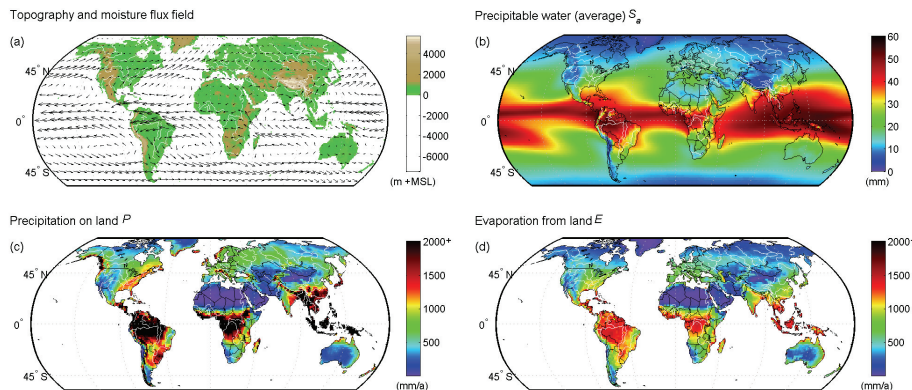 Topography and moisture flux field
(a)
45° N
0°
45° S
4000
2000
0
-2000
-4000
-6000
(m +MSL)
Precipitable water (average) Sa
(b)
45° N
0°
45° S
60
50
40
30
20
10
0
(mm)
Precipitation on land P
(c)
45° N
0°
45° S
2000+
1500
1000
500
(mm/a)
Evaporation from land E
(d)
45° N
0°
45° S
2000+
1500
1000
500
(mm/a)